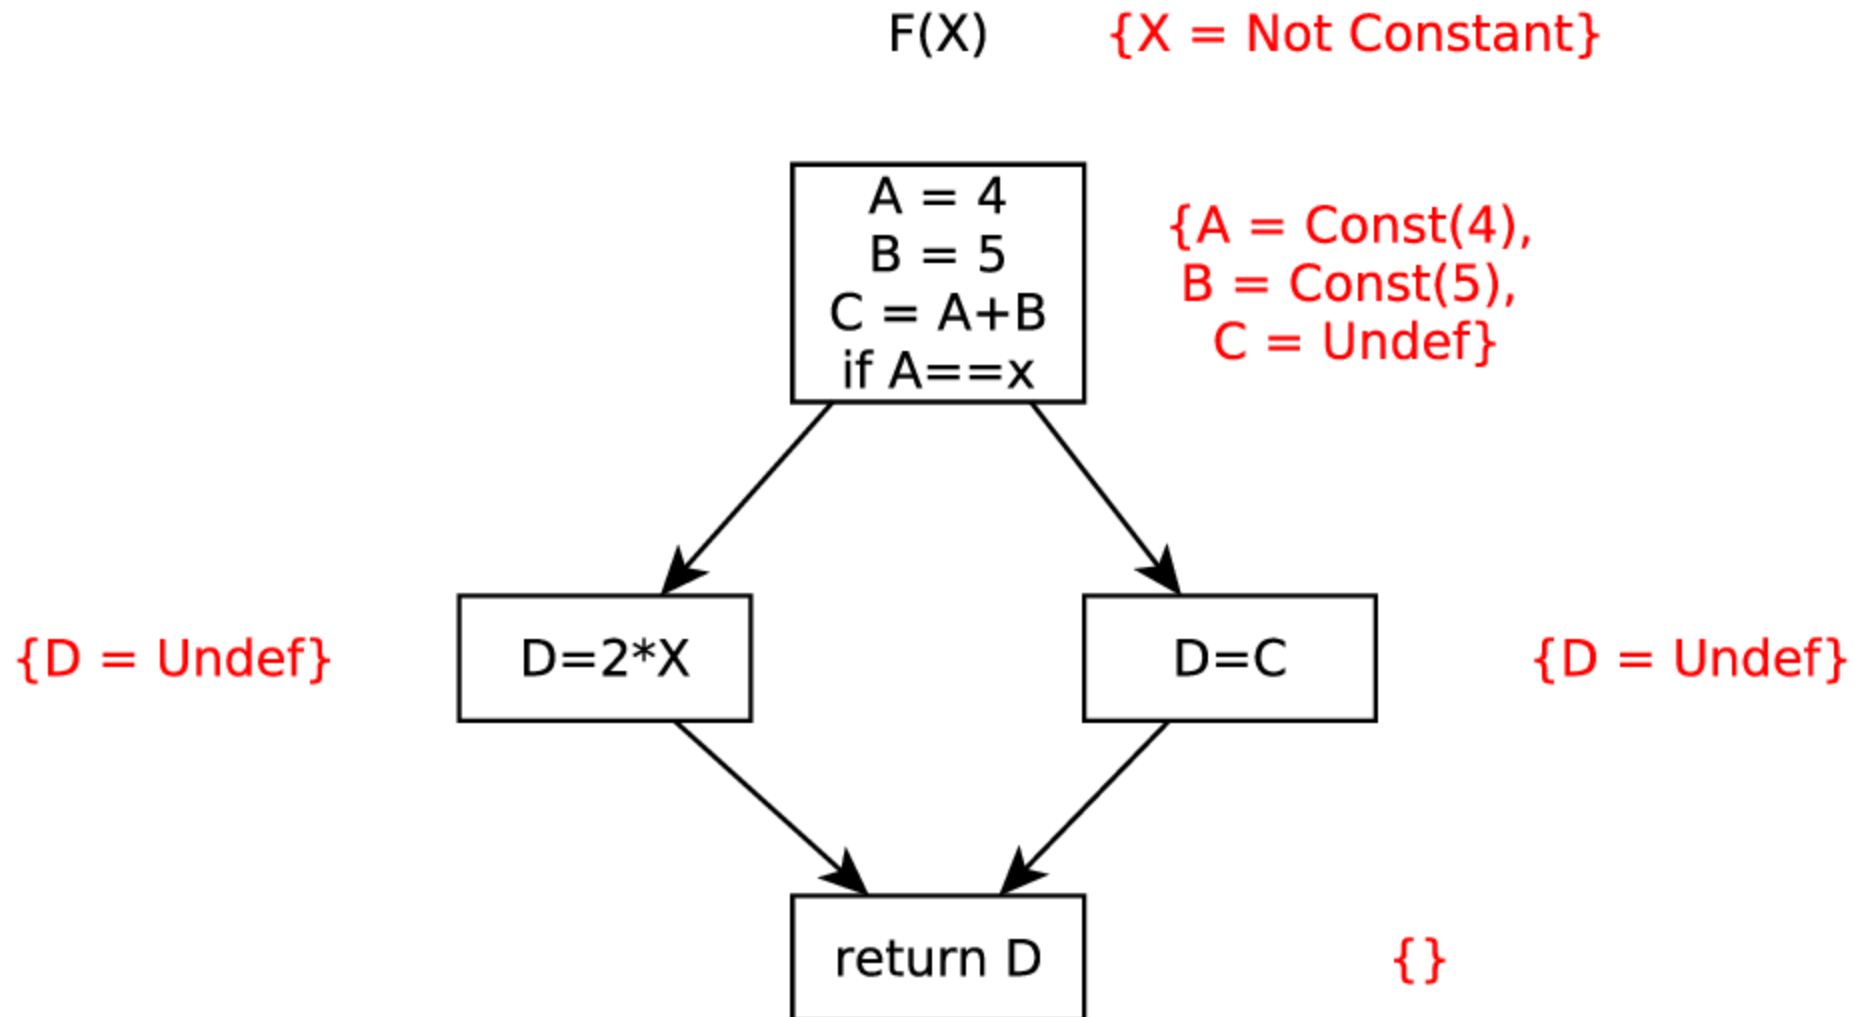 F(X) {X = Not Constant}
A = 4
B = 5
C = A+B
if A==x
{A = Const(4),
B = Const(5),
C = Undef}
{D = Undef}
D=2*X
D=C
{D = Undef}
return D
{}